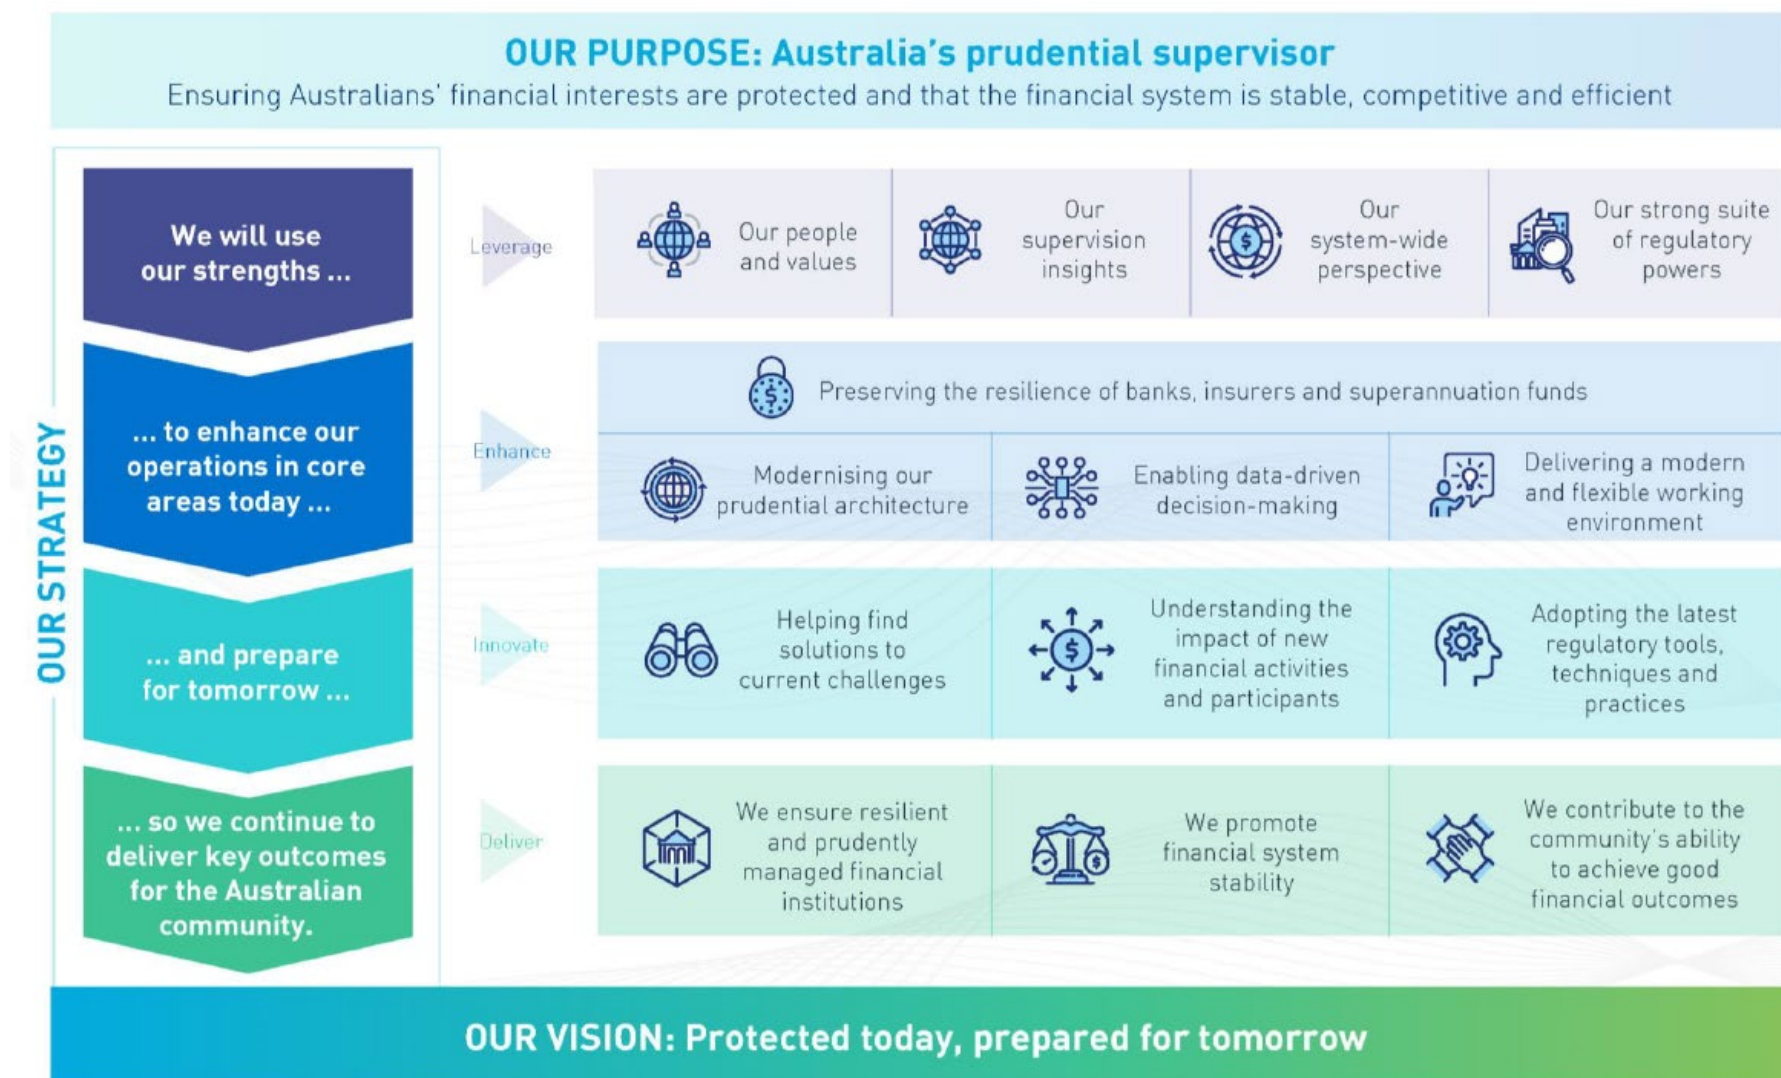 OUR PURPOSE: Australia's prudential supervisor
Ensuring Australians' financial interests are protected and that the financial system is stable, competitive and efficient
OUR STRATEGY
We will use
our strengths ...
Leverage
Our people
and values
Our
supervision
insights
Our
system-wide
perspective
Our strong suite
of regulatory
powers
... to enhance our
operations in core
areas today ...
Enhance
Preserving the resilience of banks, insurers and superannuation funds
Modernising our
prudential architecture
Enabling data-driven
decision-making
Delivering a modern
and flexible working
environment
... and prepare
for tomorrow ...
Innovate
Helping find
solutions to
current challenges
Understanding the
impact of new
financial activities
and participants
Adopting the latest
regulatory tools,
techniques and
practices
... so we continue to
deliver key outcomes
for the Australian
community.
Deliver
We ensure resilient
and prudently
managed financial
institutions
We promote
financial system
stability
We contribute to the
community's ability
to achieve good
financial outcomes
OUR VISION: Protected today, prepared for tomorrow